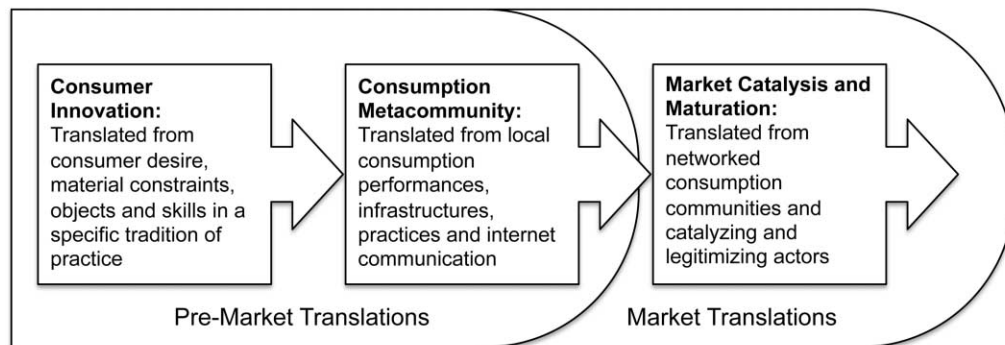 Consumer
Innovation:
Translated from
consumer desire,
material constraints,
objects and skills in a
specific tradition of
practice
Consumption
Metacommunity:
Translated from local
consumption
performances,
infrastructures,
practices and internet
communication
Market Catalysis and
Maturation:
Translated from
networked
consumption
communities and
catalyzing and
legitimizing actors
Pre-Market Translations
Market Translations